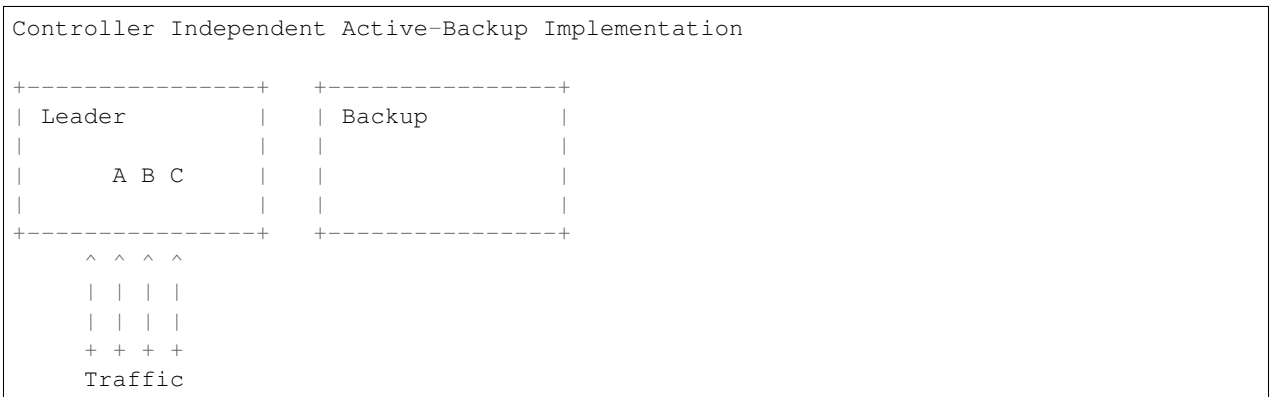 Controller Independent Active-Backup Implementation
+----------------+   +----------------+
| Leader         |   | Backup         |
|                |   |                |
|      A B C     |   |                |
|                |   |                |
+----------------+   +----------------+
     ^ ^ ^ ^
     | | | |
     | | | |
     + + + +
     Traffic